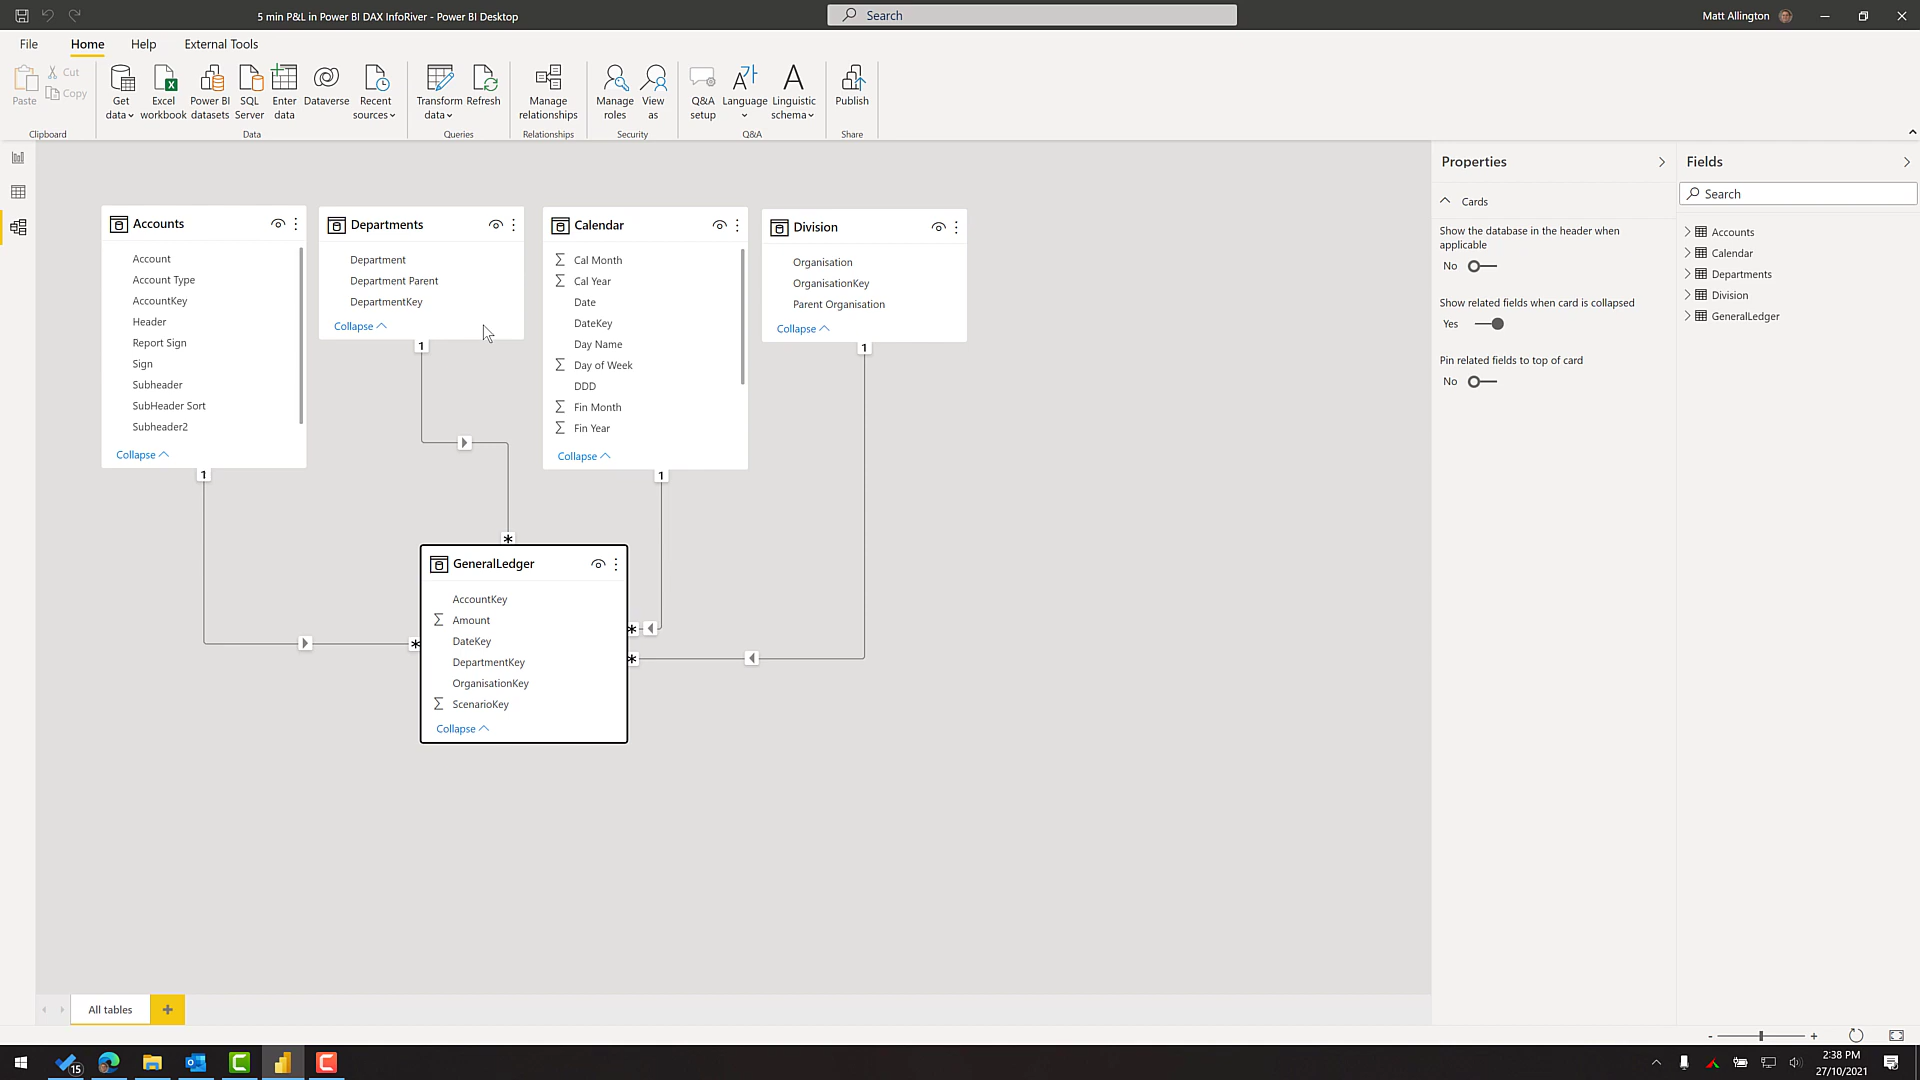 5 min P&L in Power BI DAX InfoRiver - Power BI Desktop
Search
Matt Allington
File
Home
Help
External Tools
Paste
Cut
Copy
Clipboard
Get data
Excel workbook
Power BI datasets
SQL Server
Enter data
Dataverse
Recent sources
Data
Transform data
Refresh
Queries
Manage relationships
Relationships
Manage roles
View as
Security
Q&A setup
Language
Linguistic schema
Q&A
Publish
Share
Accounts
Account
Account Type
AccountKey
Header
Report Sign
Sign
Subheader
SubHeader Sort
Subheader2
Collapse
1
Departments
Department
Department Parent
DepartmentKey
Collapse
1
Calendar
Cal Month
Cal Year
Date
DateKey
Day Name
Day of Week
DDD
Fin Month
Fin Year
Collapse
1
Division
Organisation
OrganisationKey
Parent Organisation
Collapse
1
*
*
*
*
GeneralLedger
AccountKey
Amount
DateKey
DepartmentKey
OrganisationKey
ScenarioKey
Collapse
Properties
Cards
Show the database in the header when
applicable
No
Show related fields when card is collapsed
Yes
Pin related fields to top of card
No
Fields
Search
Accounts
Calendar
Departments
Division
GeneralLedger
All tables
+
- +
15
2:38 PM
27/10/2021